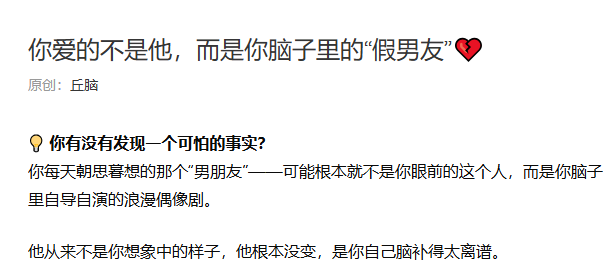 你爱的不是他，而是你脑子里的“假男友”💔
原创：丘脑
💡 你有没有发现一个可怕的事实？
你每天朝思暮想的那个“男朋友”——可能根本就不是你眼前的这个人，而是你脑子
里自导自演的浪漫偶像剧。
他从来不是你想象中的样子，他根本没变，是你自己脑补得太离谱。